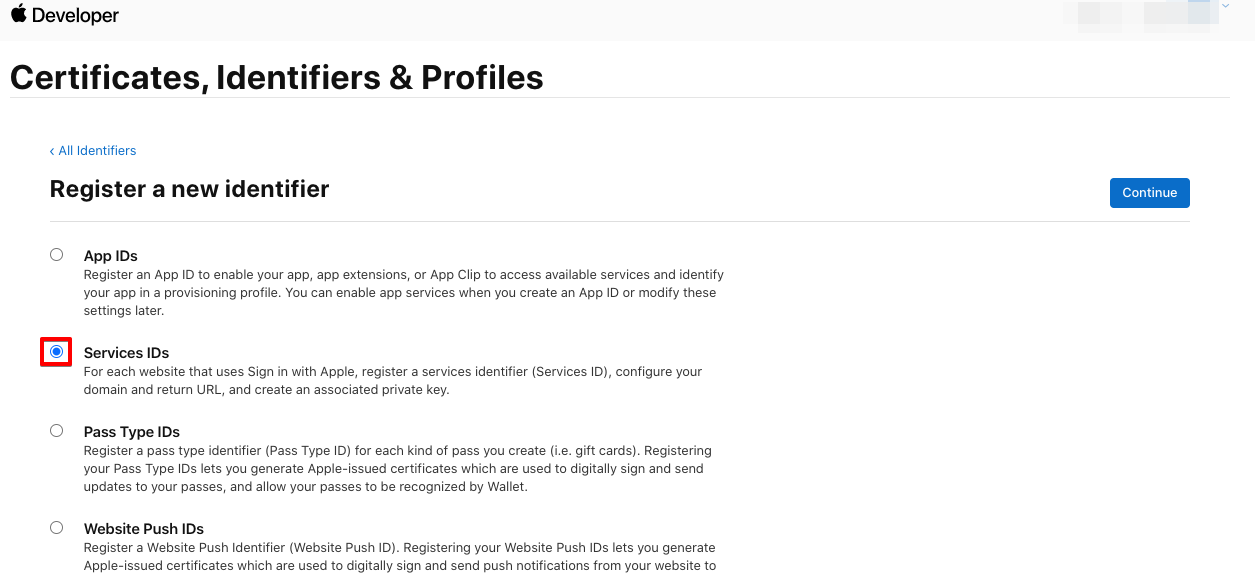 Developer
Certificates, Identifiers & Profiles
‹ All Identifiers
Register a new identifier
Continue
App IDs
Register an App ID to enable your app, app extensions, or App Clip to access available services and identify
your app in a provisioning profile. You can enable app services when you create an App ID or modify these
settings later.
Services IDs
For each website that uses Sign in with Apple, register a services identifier (Services ID), configure your
domain and return URL, and create an associated private key.
Pass Type IDs
Register a pass type identifier (Pass Type ID) for each kind of pass you create (i.e. gift cards). Registering
your Pass Type IDs lets you generate Apple-issued certificates which are used to digitally sign and send
updates to your passes, and allow your passes to be recognized by Wallet.
Website Push IDs
Register a Website Push Identifier (Website Push ID). Registering your Website Push IDs lets you generate
Apple-issued certificates which are used to digitally sign and send push notifications from your website to